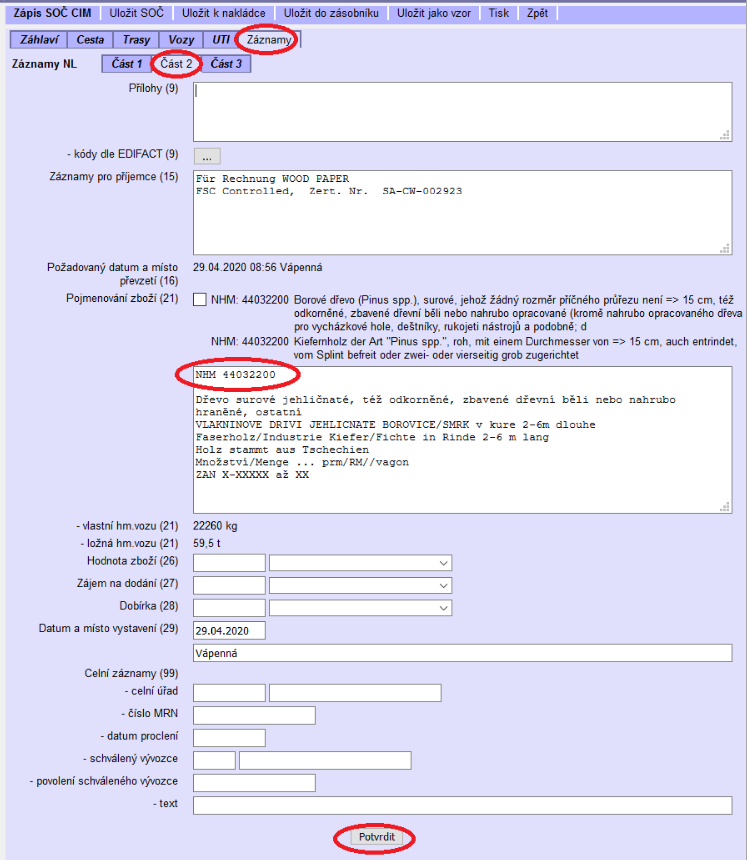 Zápis SOČ CIM Uložit SOČ Uložit k nakládce Uložit do zásobníku Uložit jako vzor Tisk Zpět
Záhlaví Cesta Trasy Vozy UTI Záznamy
Záznamy NL Část 1 Část 2 Část 3
Přílohy (9)
- kódy dle EDIFACT (9) ...
Záznamy pro příjemce (15) Für Rechnung WOOD PAPER
FSC Controlled, Zert. Nr. SA-CW-002923
Požadovaný datum a místo 29.04.2020 08:56 Vápenná
převzetí (16)
Pojmenování zboží (21) NHM: 44032200 Borové dřevo (Pinus spp.), surové, jehož žádný rozměr příčného průřezu není => 15 cm, též
odkorněné, zbavené dřevní běli nebo nahrubo opracované (kromě nahrubo opracovaného dřeva
pro vycházkové hole, deštníky, rukojeti nástrojů a podobně; d
NHM: 44032200 Kiefernholz der Art "Pinus spp.", roh, mit einem Durchmesser von => 15 cm, auch entrindet,
vom Splint befreit oder zwei- oder vierseitig grob zugerichtet
NHM 44032200
Dřevo surové jehličnaté, též odkorněné, zbavené dřevní běli nebo nahrubo
hraněné, ostatní
VLAKNINOVE DRIVI JEHLICNATE BOROVICE/SMRK v kure 2-6m dlouhe
Faserholz/Industrie Kiefer/Fichte in Rinde 2-6 m lang
Holz stammt aus Tschechien
Množství/Menge ... prm/RM//vagon
ZAN X-XXXXX až XX
- vlastní hm.vozu (21) 22260 kg
- ložná hm.vozu (21) 59,5 t
Hodnota zboží (26)
Zájem na dodání (27)
Dobírka (28)
Datum a místo vystavení (29) 29.04.2020
Vápenná
Celní záznamy (99)
- celní úřad
- číslo MRN
- datum proclení
- schválený vývozce
- povolení schváleného vývozce
- text
Potvrdit